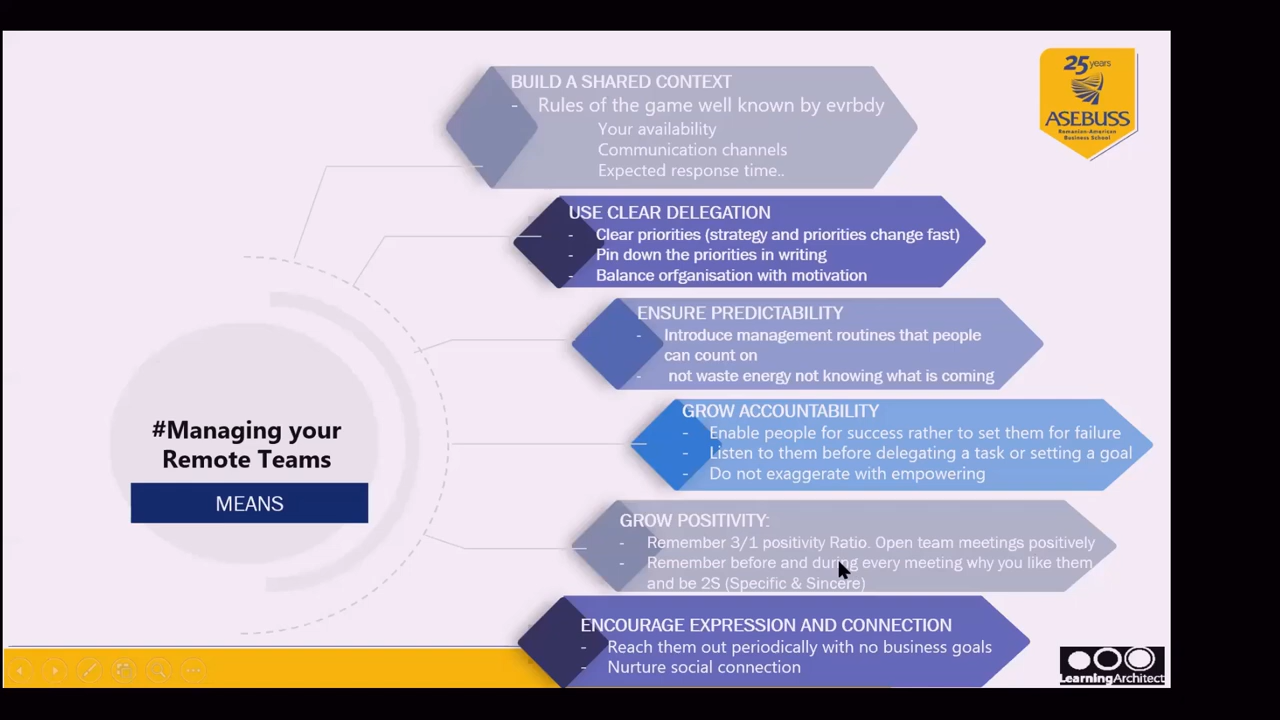 25 years
ASEBUSS
Romanian-American
Business School
BUILD A SHARED CONTEXT
- Rules of the game well known by evrbdy
Your availability
Communication channels
Expected response time..
USE CLEAR DELEGATION
- Clear priorities (strategy and priorities change fast)
- Pin down the priorities in writing
- Balance orfganisation with motivation
ENSURE PREDICTABILITY
- Introduce management routines that people
can count on
- not waste energy not knowing what is coming
GROW ACCOUNTABILITY
- Enable people for success rather to set them for failure
- Listen to them before delegating a task or setting a goal
- Do not exaggerate with empowering
#Managing your
Remote Teams
MEANS
GROW POSITIVITY:
- Remember 3/1 positivity Ratio. Open team meetings positively
- Remember before and during every meeting why you like them
and be 2S (Specific & Sincere)
ENCOURAGE EXPRESSION AND CONNECTION
- Reach them out periodically with no business goals
- Nurture social connection
LearningArchitect